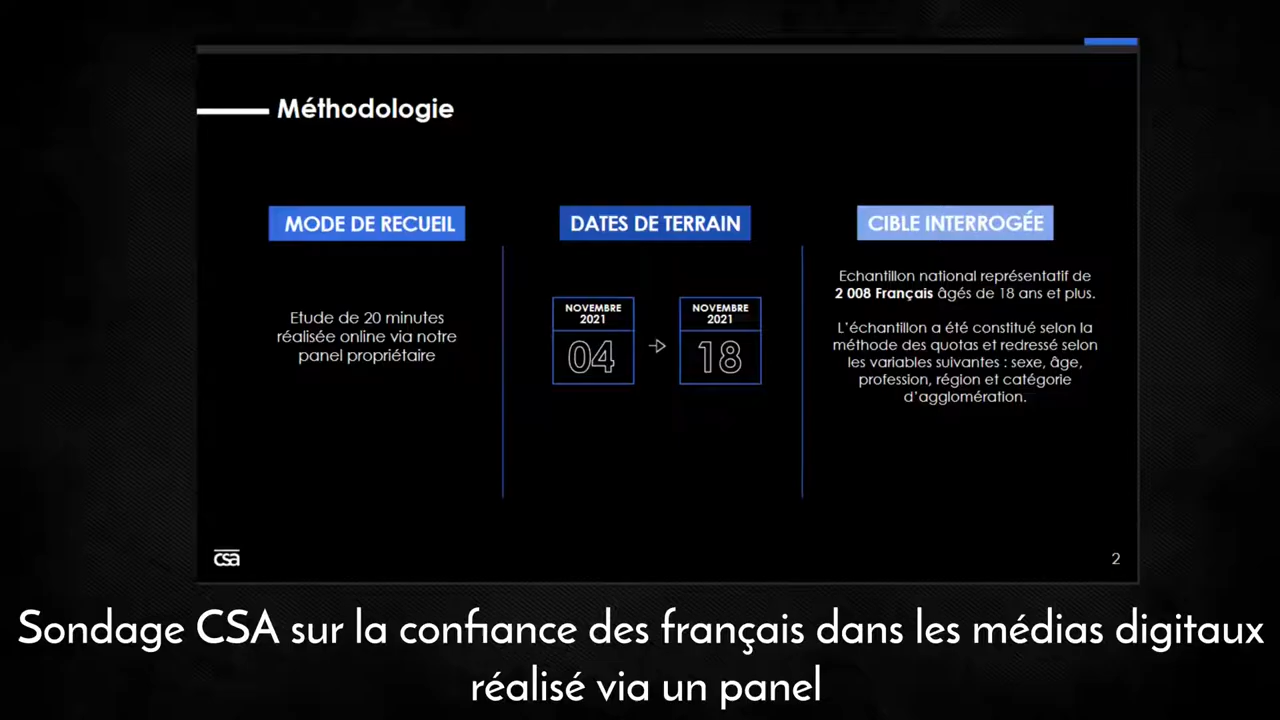 Méthodologie
MODE DE RECUEIL
Etude de 20 minutes
réalisée online via notre
panel propriétaire
DATES DE TERRAIN
NOVEMBRE
2021
04
NOVEMBRE
2021
18
CIBLE INTERROGÉE
Echantillon national représentatif de
2 008 Français âgés de 18 ans et plus.
L'échantillon a été constitué selon la
méthode des quotas et redressé selon
les variables suivantes : sexe, âge,
profession, région et catégorie
d'agglomération.
csa
2
Sondage CSA sur la confiance des français dans les médias digitaux
réalisé via un panel